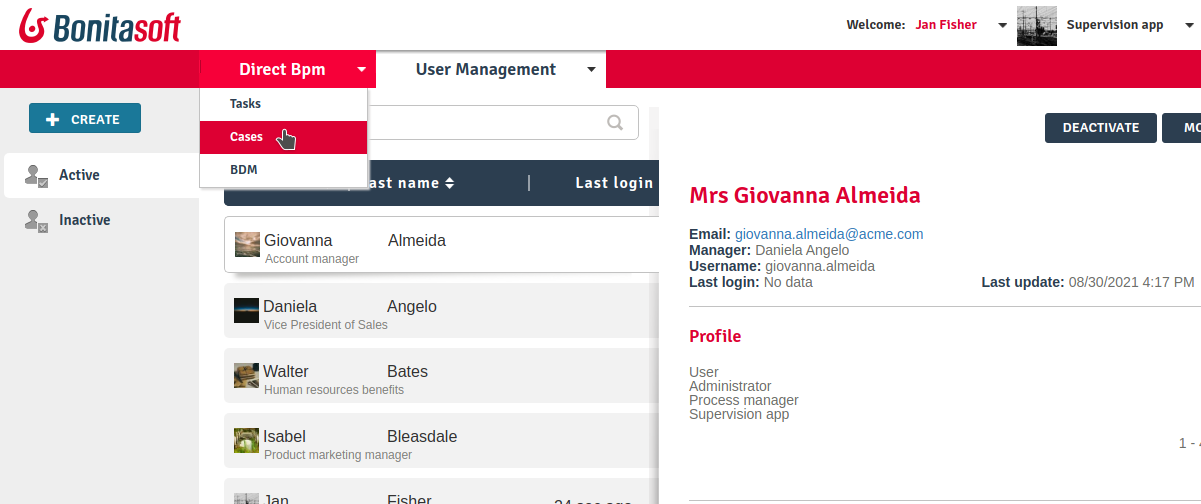 Bonitasoft
Welcome: Jan Fisher
Supervision app
Direct Bpm
User Management
Tasks
Cases
BDM
CREATE
Active
Inactive
name
Last login
Giovanna Almeida
Account manager
Daniela Angelo
Vice President of Sales
Walter Bates
Human resources benefits
Isabel Bleasdale
Product marketing manager
Jan Fisher
DEACTIVATE
Mrs Giovanna Almeida
Email: giovanna.almeida@acme.com
Manager: Daniela Angelo
Username: giovanna.almeida
Last login: No data
Last update: 08/30/2021 4:17 PM
Profile
User
Administrator
Process manager
Supervision app
1 -